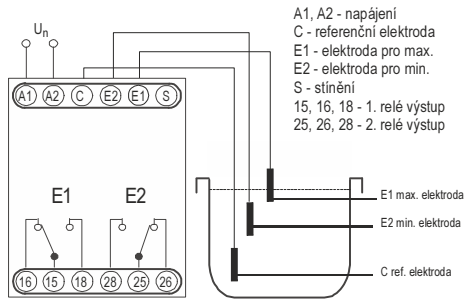 A1, A2 - napájení
C - referenční elektroda
E1 - elektroda pro max.
E2 - elektroda pro min.
S - stínění
15, 16, 18 - 1. relé výstup
25, 26, 28 - 2. relé výstup
Un
A1 A2 C E2 E1 S
E1 E2
16 15 18 28 25 26
E1 max. elektroda
E2 min. elektroda
C ref. elektroda